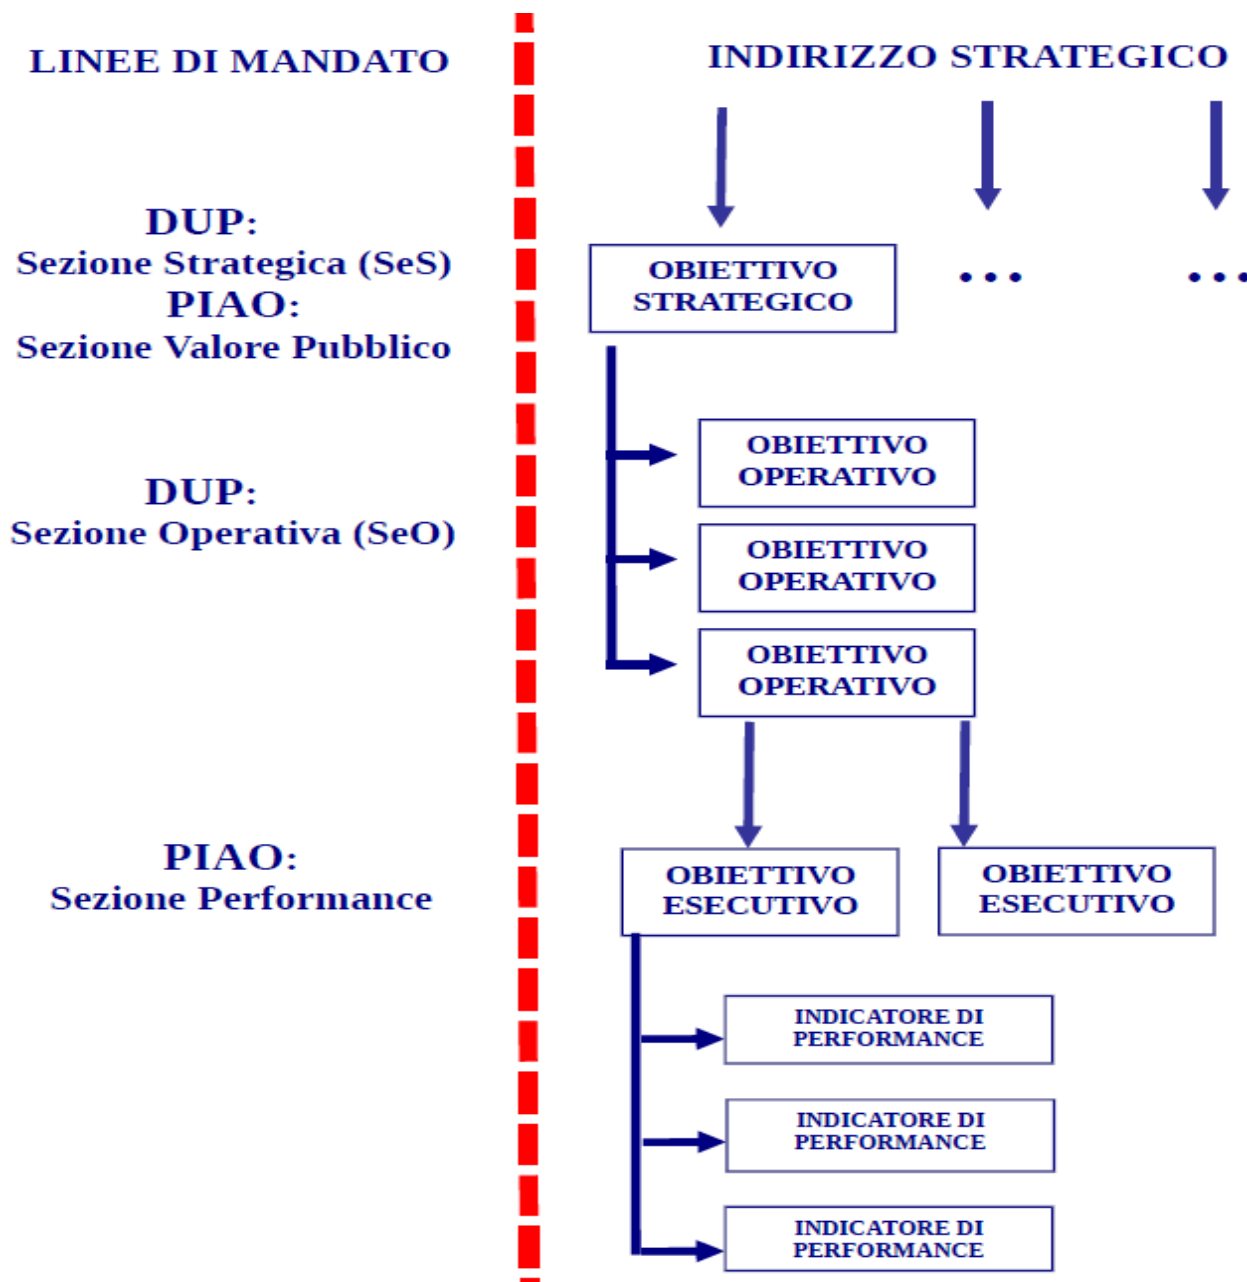 LINEE DI MANDATO
INDIRIZZO STRATEGICO
DUP:
Sezione Strategica (SeS)
PIAO:
Sezione Valore Pubblico
OBIETTIVO
STRATEGICO
...
...
DUP:
Sezione Operativa (SeO)
OBIETTIVO
OPERATIVO
OBIETTIVO
OPERATIVO
OBIETTIVO
OPERATIVO
PIAO:
Sezione Performance
OBIETTIVO
ESECUTIVO
OBIETTIVO
ESECUTIVO
INDICATORE DI
PERFORMANCE
INDICATORE DI
PERFORMANCE
INDICATORE DI
PERFORMANCE